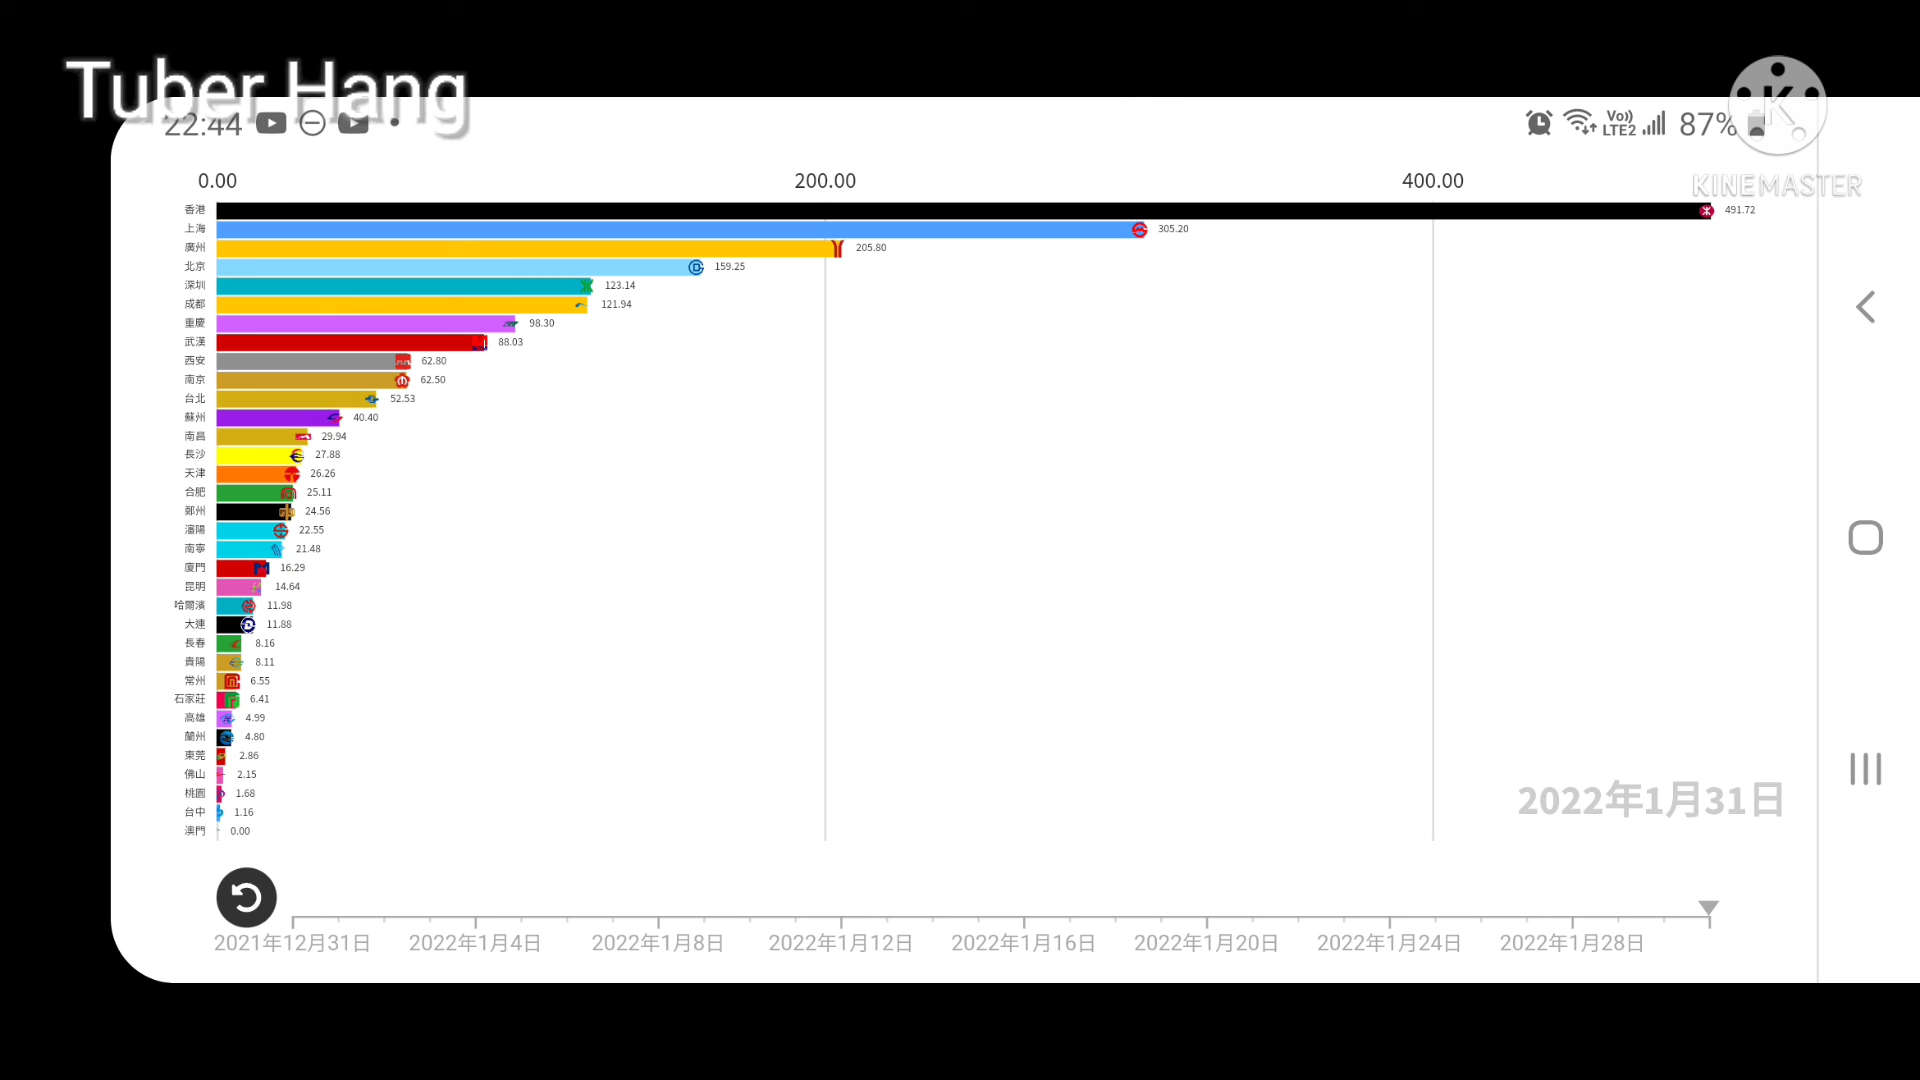 Tuber Hang
22:44
Vo)) LTE2 87%
KINEMASTER
0.00 200.00 400.00
香港 491.72
上海 305.20
廣州 205.80
北京 159.25
深圳 123.14
成都 121.94
重慶 98.30
武漢 88.03
西安 62.80
南京 62.50
台北 52.53
蘇州 40.40
南昌 29.94
長沙 27.88
天津 26.26
合肥 25.11
鄭州 24.56
瀋陽 22.55
南寧 21.48
廈門 16.29
昆明 14.64
哈爾濱 11.98
大連 11.88
長春 8.16
貴陽 8.11
常州 6.55
石家莊 6.41
高雄 4.99
蘭州 4.80
東莞 2.86
佛山 2.15
桃園 1.68
台中 1.16
澳門 0.00
2022年1月31日
2021年12月31日 2022年1月4日 2022年1月8日 2022年1月12日 2022年1月16日 2022年1月20日 2022年1月24日 2022年1月28日